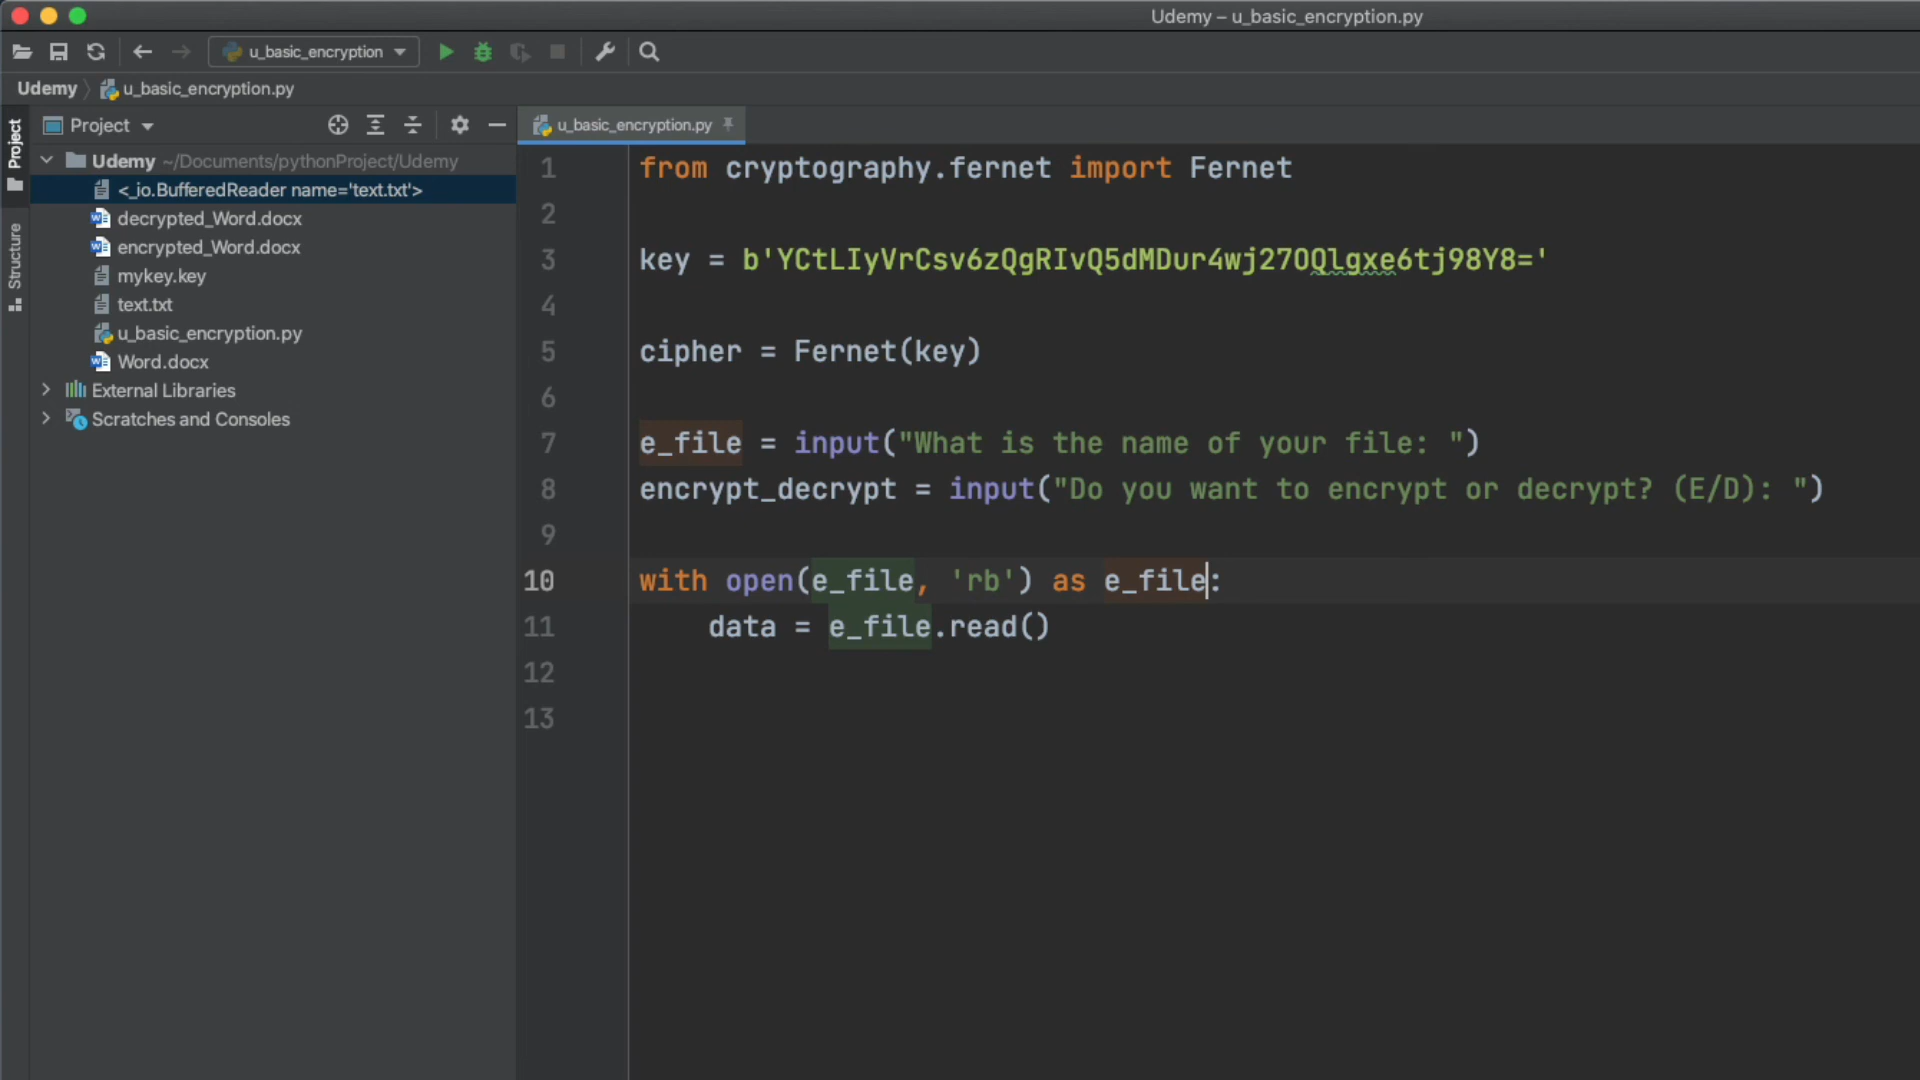 Udemy – u_basic_encryption.py
u_basic_encryption
Udemy
u_basic_encryption.py
Project
Structure
Project
Udemy ~/Documents/pythonProject/Udemy
<_io.BufferedReader name='text.txt'>
decrypted_Word.docx
encrypted_Word.docx
mykey.key
text.txt
u_basic_encryption.py
Word.docx
External Libraries
Scratches and Consoles
u_basic_encryption.py
1 from cryptography.fernet import Fernet
2
3 key = b'YCtLIyVrCsv6zQgRIvQ5dMDur4wj27OQlgxe6tj98Y8='
4
5 cipher = Fernet(key)
6
7 e_file = input("What is the name of your file: ")
8 encrypt_decrypt = input("Do you want to encrypt or decrypt? (E/D): ")
9
10 with open(e_file, 'rb') as e_file:
11 data = e_file.read()
12
13